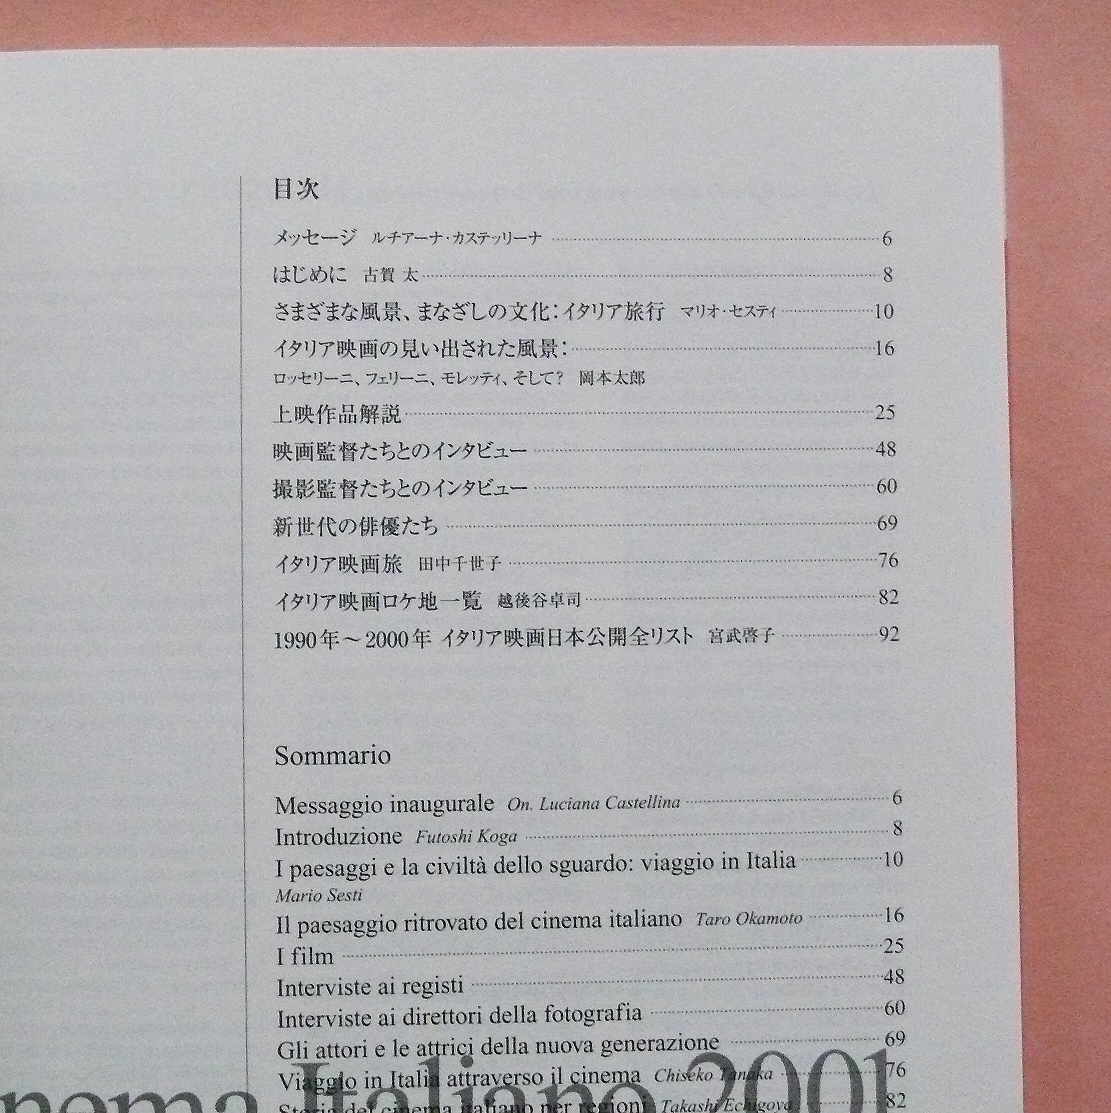 目次
メッセージ ルチアーナ・カステッリーナ 6
はじめに 古賀 太 8
さまざまな風景、まなざしの文化：イタリア旅行 マリオ・セスティ 10
イタリア映画の見い出された風景： 16
ロッセリーニ、フェリーニ、モレッティ、そして？ 岡本太郎
上映作品解説 25
映画監督たちとのインタビュー 48
撮影監督たちとのインタビュー 60
新世代の俳優たち 69
イタリア映画旅 田中千世子 76
イタリア映画ロケ地一覧 越後谷卓司 82
1990年～2000年 イタリア映画日本公開全リスト 宮武啓子 92
Sommario
Messaggio inaugurale On. Luciana Castellina 6
Introduzione Futoshi Koga 8
I paesaggi e la civiltà dello sguardo: viaggio in Italia 10
Mario Sesti
Il paesaggio ritrovato del cinema italiano Taro Okamoto 16
I film 25
Interviste ai registi 48
Interviste ai direttori della fotografia 60
Gli attori e le attrici della nuova generazione 69
Viaggio in Italia attraverso il cinema Chiseko Tanaka 76
Storia del cinema italiano per regioni Takashi Echigoya 82
nema Italiano 2001